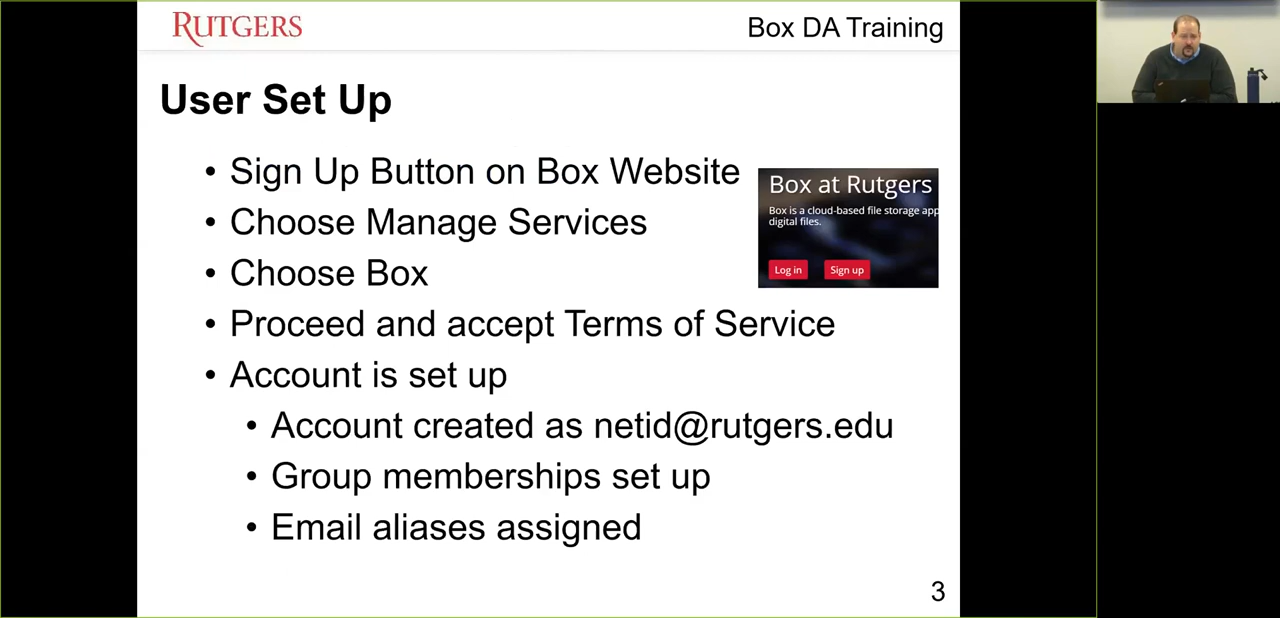 RUTGERS
Box DA Training
User Set Up
• Sign Up Button on Box Website
• Choose Manage Services
• Choose Box
• Proceed and accept Terms of Service
• Account is set up
• Account created as netid@rutgers.edu
• Group memberships set up
• Email aliases assigned
Box at Rutgers
Box is a cloud-based file storage app
digital files.
Log in
Sign up
3